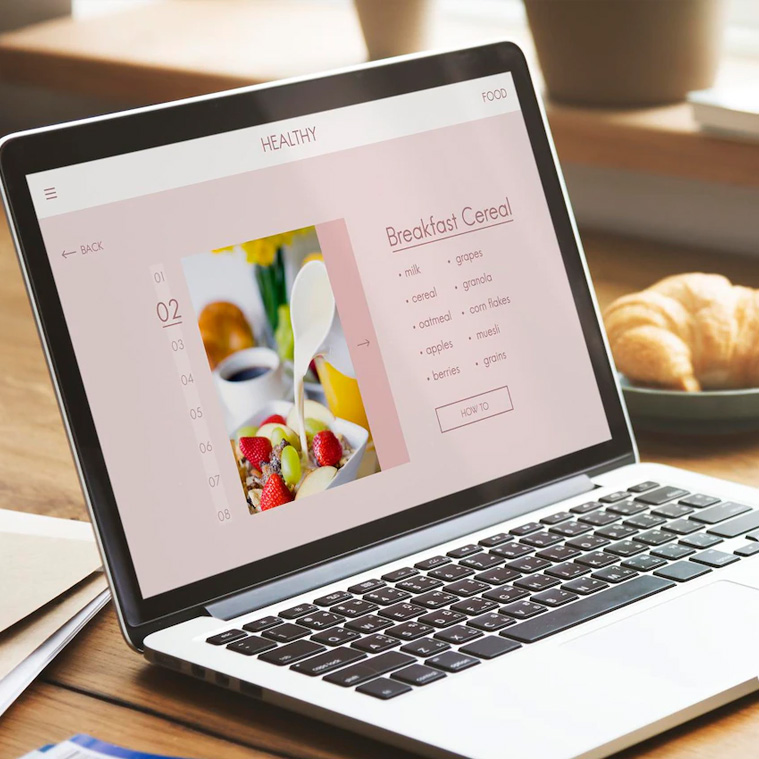 HEALTHY
FOOD
☰
← BACK
01
02
03
04
05
06
07
08
→
Breakfast Cereal
• milk
• cereal
• oatmeal
• apples
• berries
• grapes
• granola
• corn flakes
• muesli
• grains
HOW TO